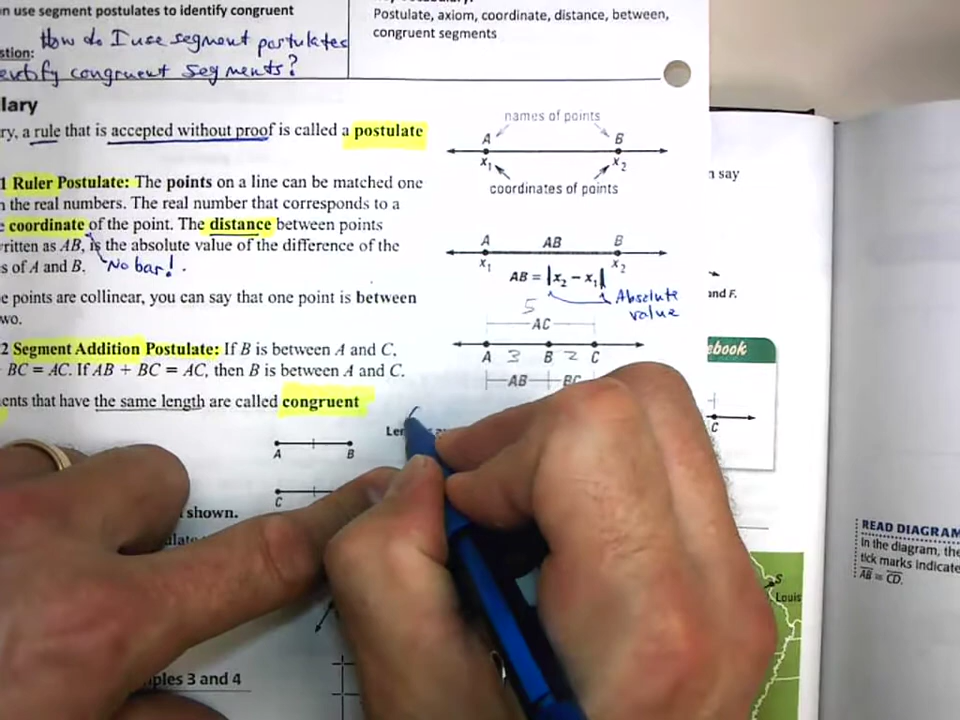 n use segment postulates to identify congruent
stion: How do I use segment postulates
entify congruent segments?
Postulate, axiom, coordinate, distance, between,
congruent segments
lary
ry, a rule that is accepted without proof is called a postulate
1 Ruler Postulate: The points on a line can be matched one
the real numbers. The real number that corresponds to a
coordinate of the point. The distance between points
ritten as AB, is the absolute value of the difference of the
s of A and B. No bar!.
e points are collinear, you can say that one point is between
wo.
2 Segment Addition Postulate: If B is between A and C,
BC = AC. If AB + BC = AC, then B is between A and C.
ents that have the same length are called congruent
names of points
A B
x1 x2
coordinates of points
A AB B
x1 x2
AB = |x2 − x1|
Absolute
value
5
AC
A 3 B 2 C
AB BC
Len
A B
C
shown.
ples 3 and 4
n say
and F.
ebook
C
S
Louis
READ DIAGRAM
In the diagram, the
tick marks indicate
AB ≅ CD.